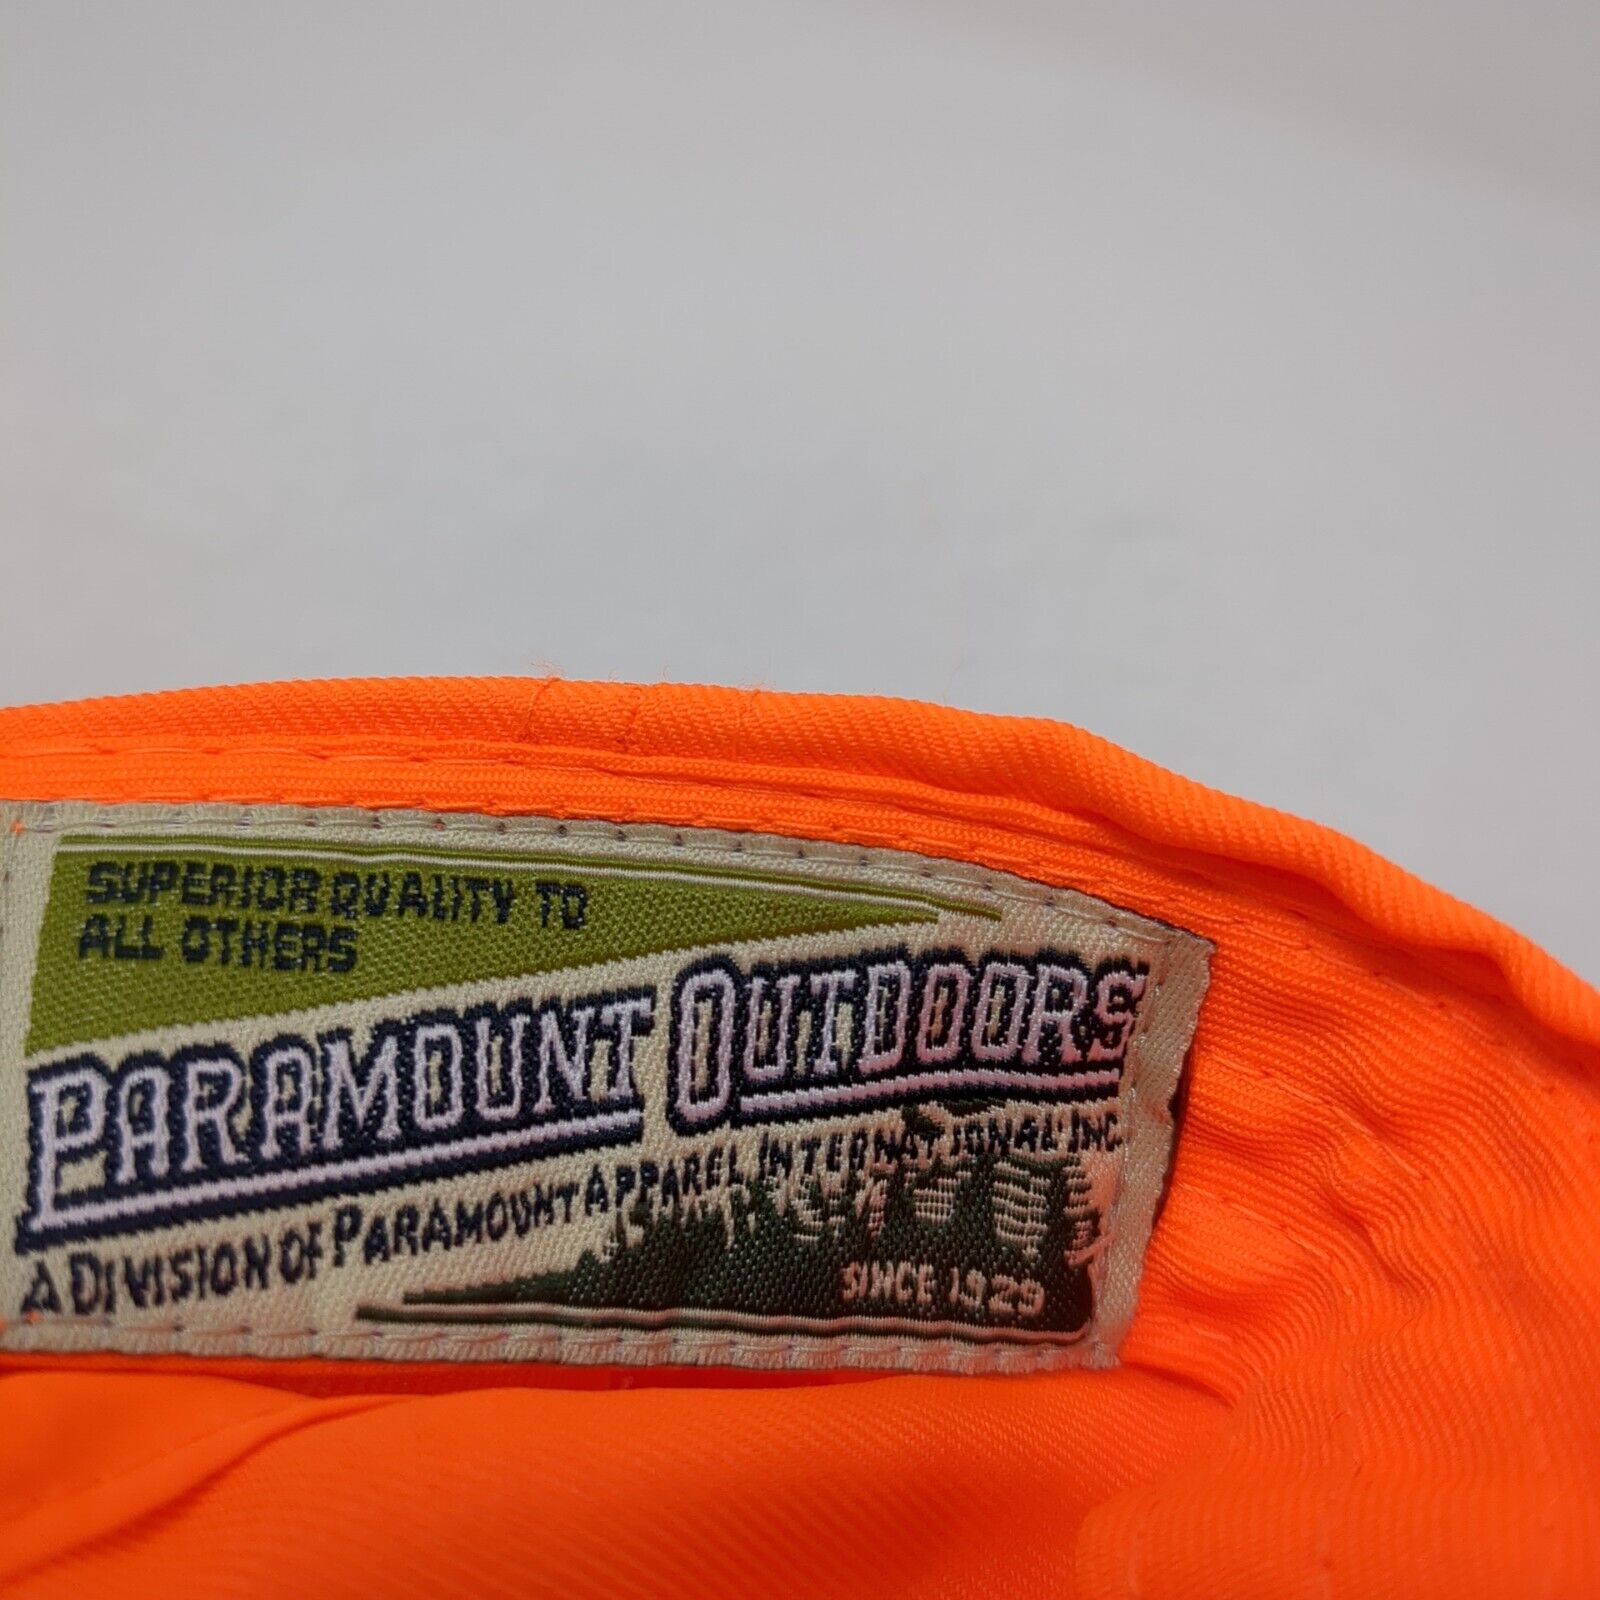 SUPERIOR QUALITY TO
ALL OTHERS
PARAMOUNT OUTDOORS
A DIVISION OF PARAMOUNT APPAREL INTERNATIONAL INC.
SINCE 1929